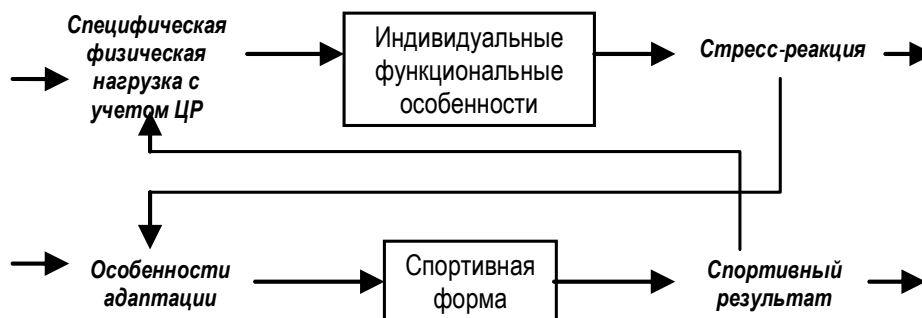 Специфическая
физическая
нагрузка с
учетом ЦР
Индивидуальные
функциональные
особенности
Стресс-реакция
Особенности
адаптации
Спортивная
форма
Спортивный
результат